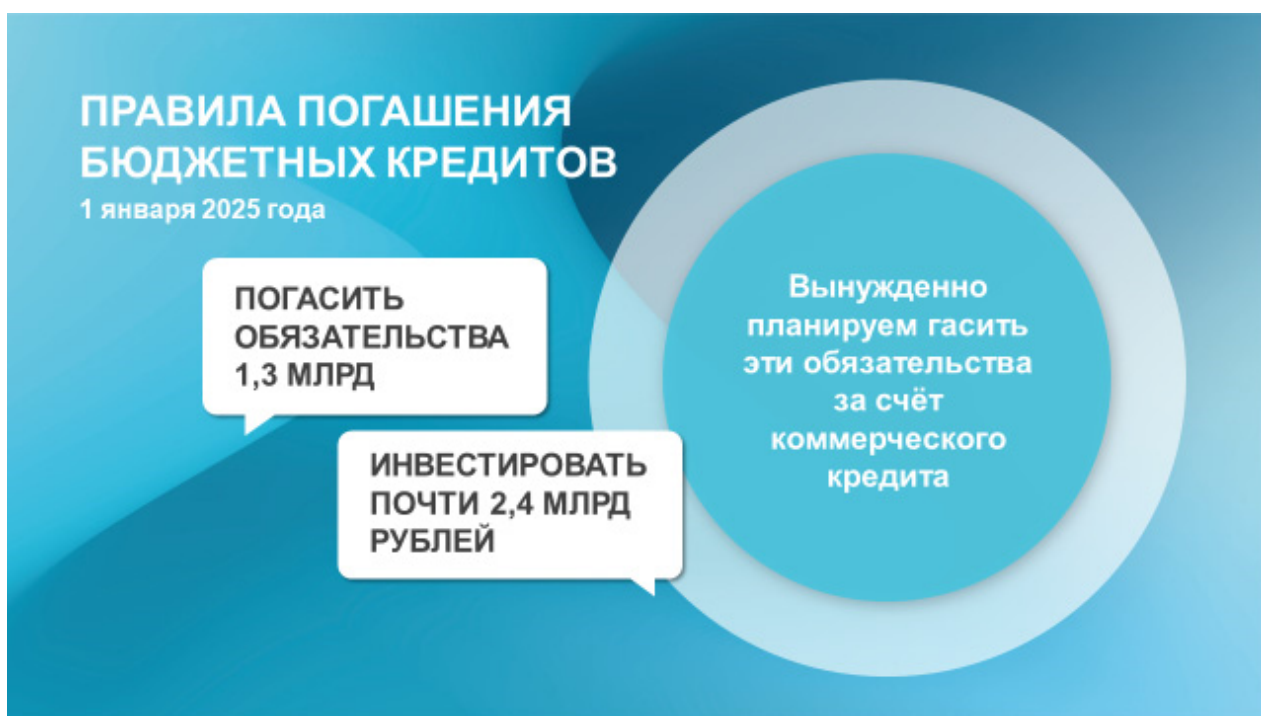 ПРАВИЛА ПОГАШЕНИЯ
БЮДЖЕТНЫХ КРЕДИТОВ
1 января 2025 года
ПОГАСИТЬ
ОБЯЗАТЕЛЬСТВА
1,3 МЛРД
ИНВЕСТИРОВАТЬ
ПОЧТИ 2,4 МЛРД
РУБЛЕЙ
Вынужденно
планируем гасить
эти обязательства
за счёт
коммерческого
кредита